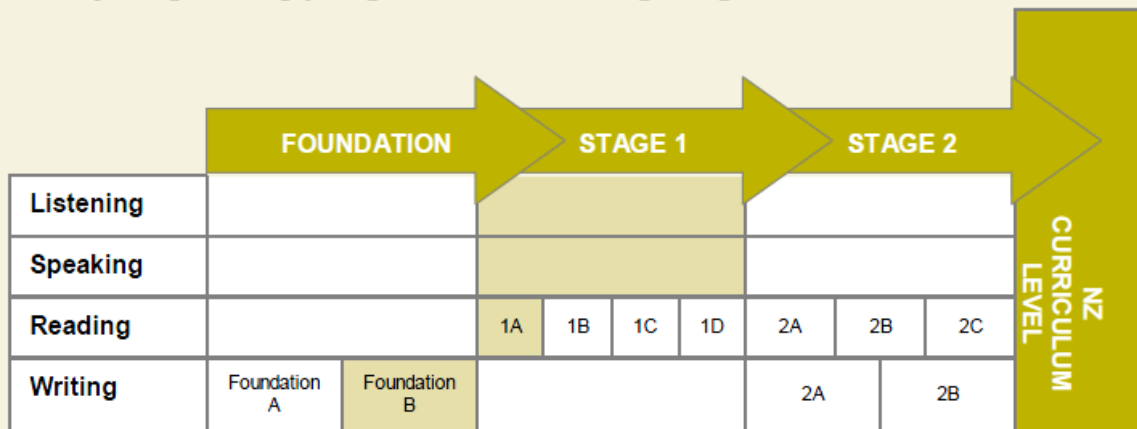 FOUNDATION STAGE 1 STAGE 2
Listening
Speaking
Reading 1A 1B 1C 1D 2A 2B 2C
Writing Foundation A Foundation B 2A 2B
NZ
CURRICULUM
LEVEL